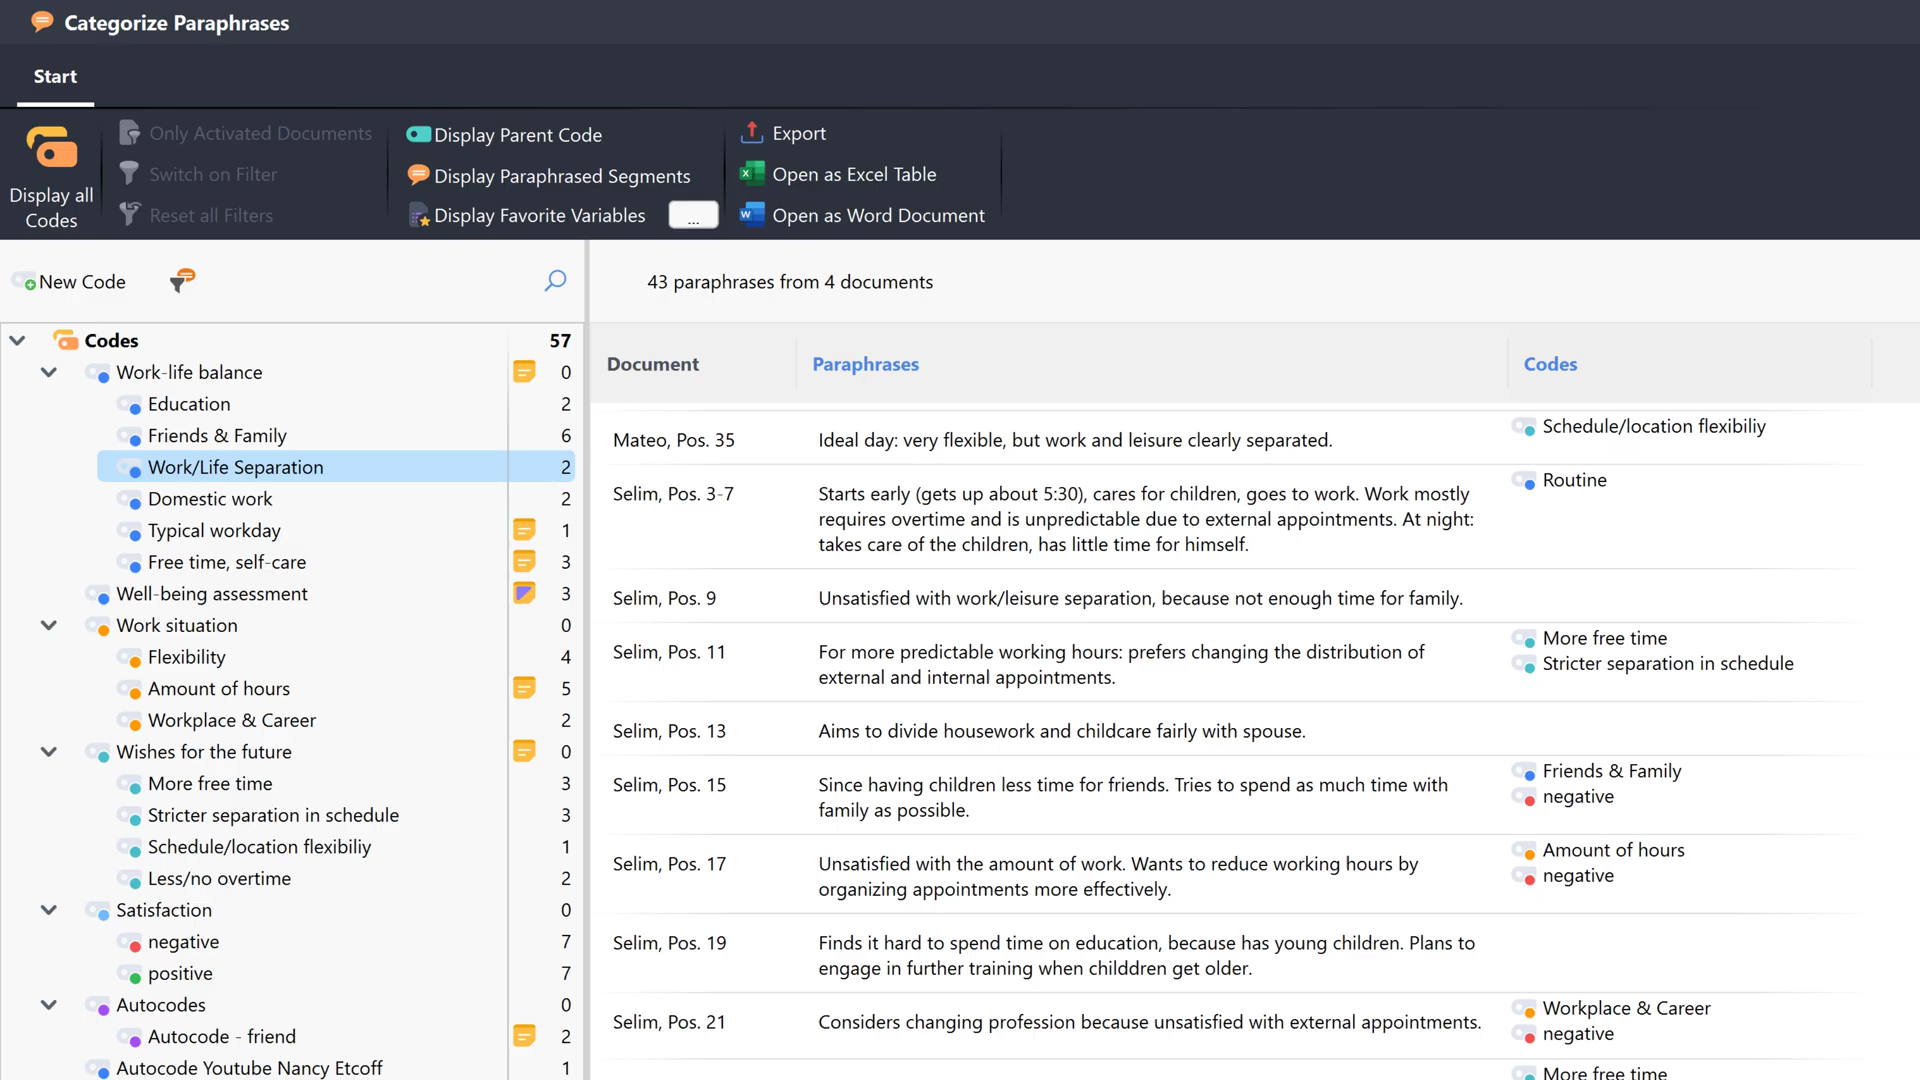 Categorize Paraphrases
Start
Display all
Codes
Only Activated Documents
Switch on Filter
Reset all Filters
Display Parent Code
Display Paraphrased Segments
Display Favorite Variables
...
Export
Open as Excel Table
Open as Word Document
New Code
43 paraphrases from 4 documents
Codes 57
Work-life balance 0
Education 2
Friends & Family 6
Work/Life Separation 2
Domestic work 2
Typical workday 1
Free time, self-care 3
Well-being assessment 3
Work situation 0
Flexibility 4
Amount of hours 5
Workplace & Career 2
Wishes for the future 0
More free time 3
Stricter separation in schedule 3
Schedule/location flexibiliy 1
Less/no overtime 2
Satisfaction 0
negative 7
positive 7
Autocodes 0
Autocode - friend 2
Autocode Youtube Nancy Etcoff 1
Document Paraphrases Codes
Mateo, Pos. 35
Ideal day: very flexible, but work and leisure clearly separated.
Schedule/location flexibiliy
Selim, Pos. 3-7
Starts early (gets up about 5:30), cares for children, goes to work. Work mostly
requires overtime and is unpredictable due to external appointments. At night:
takes care of the children, has little time for himself.
Routine
Selim, Pos. 9
Unsatisfied with work/leisure separation, because not enough time for family.
Selim, Pos. 11
For more predictable working hours: prefers changing the distribution of
external and internal appointments.
More free time
Stricter separation in schedule
Selim, Pos. 13
Aims to divide housework and childcare fairly with spouse.
Selim, Pos. 15
Since having children less time for friends. Tries to spend as much time with
family as possible.
Friends & Family
negative
Selim, Pos. 17
Unsatisfied with the amount of work. Wants to reduce working hours by
organizing appointments more effectively.
Amount of hours
negative
Selim, Pos. 19
Finds it hard to spend time on education, because has young children. Plans to
engage in further training when childdren get older.
Selim, Pos. 21
Considers changing profession because unsatisfied with external appointments.
Workplace & Career
negative
More free time